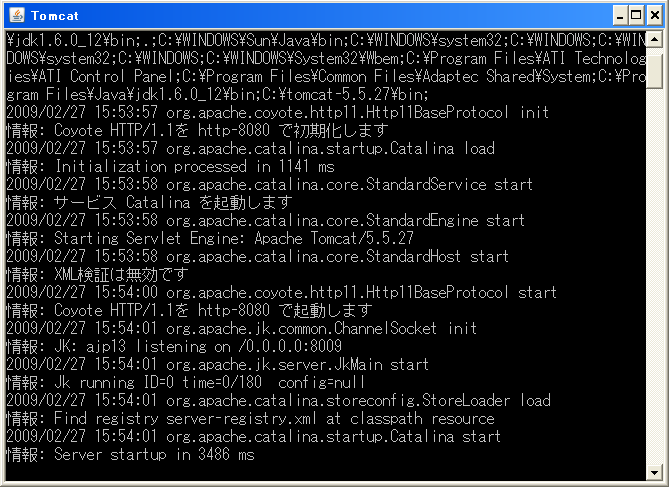 Tomcat
¥jdk1.6.0_12¥bin;.;C:¥WINDOWS¥Sun¥Java¥bin;C:¥WINDOWS¥system32;C:¥WINDOWS;C:¥WIN
DOWS¥system32;C:¥WINDOWS;C:¥WINDOWS¥System32¥Wbem;C:¥Program Files¥ATI Technolog
ies¥ATI Control Panel;C:¥Program Files¥Common Files¥Adaptec Shared¥System;C:¥Pro
gram Files¥Java¥jdk1.6.0_12¥bin;C:¥tomcat-5.5.27¥bin;
2009/02/27 15:53:57 org.apache.coyote.http11.Http11BaseProtocol init
情報: Coyote HTTP/1.1を http-8080 で初期化します
2009/02/27 15:53:57 org.apache.catalina.startup.Catalina load
情報: Initialization processed in 1141 ms
2009/02/27 15:53:58 org.apache.catalina.core.StandardService start
情報: サービス Catalina を起動します
2009/02/27 15:53:58 org.apache.catalina.core.StandardEngine start
情報: Starting Servlet Engine: Apache Tomcat/5.5.27
2009/02/27 15:53:58 org.apache.catalina.core.StandardHost start
情報: XML検証は無効です
2009/02/27 15:54:00 org.apache.coyote.http11.Http11BaseProtocol start
情報: Coyote HTTP/1.1を http-8080 で起動します
2009/02/27 15:54:01 org.apache.jk.common.ChannelSocket init
情報: JK: ajp13 listening on /0.0.0.0:8009
2009/02/27 15:54:01 org.apache.jk.server.JkMain start
情報: Jk running ID=0 time=0/180  config=null
2009/02/27 15:54:01 org.apache.catalina.storeconfig.StoreLoader load
情報: Find registry server-registry.xml at classpath resource
2009/02/27 15:54:01 org.apache.catalina.startup.Catalina start
情報: Server startup in 3486 ms